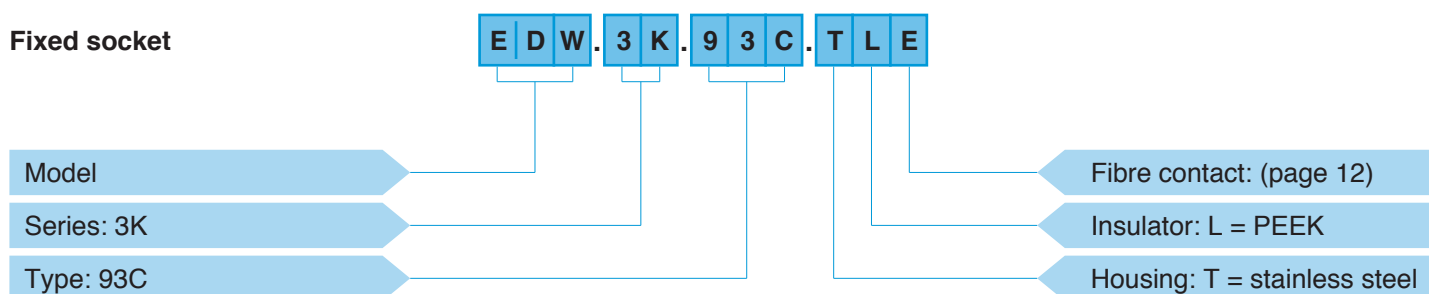 Fixed socket
EDW.3K.93C.TLE
Model
Fibre contact: (page 12)
Series: 3K
Insulator: L = PEEK
Type: 93C
Housing: T = stainless steel